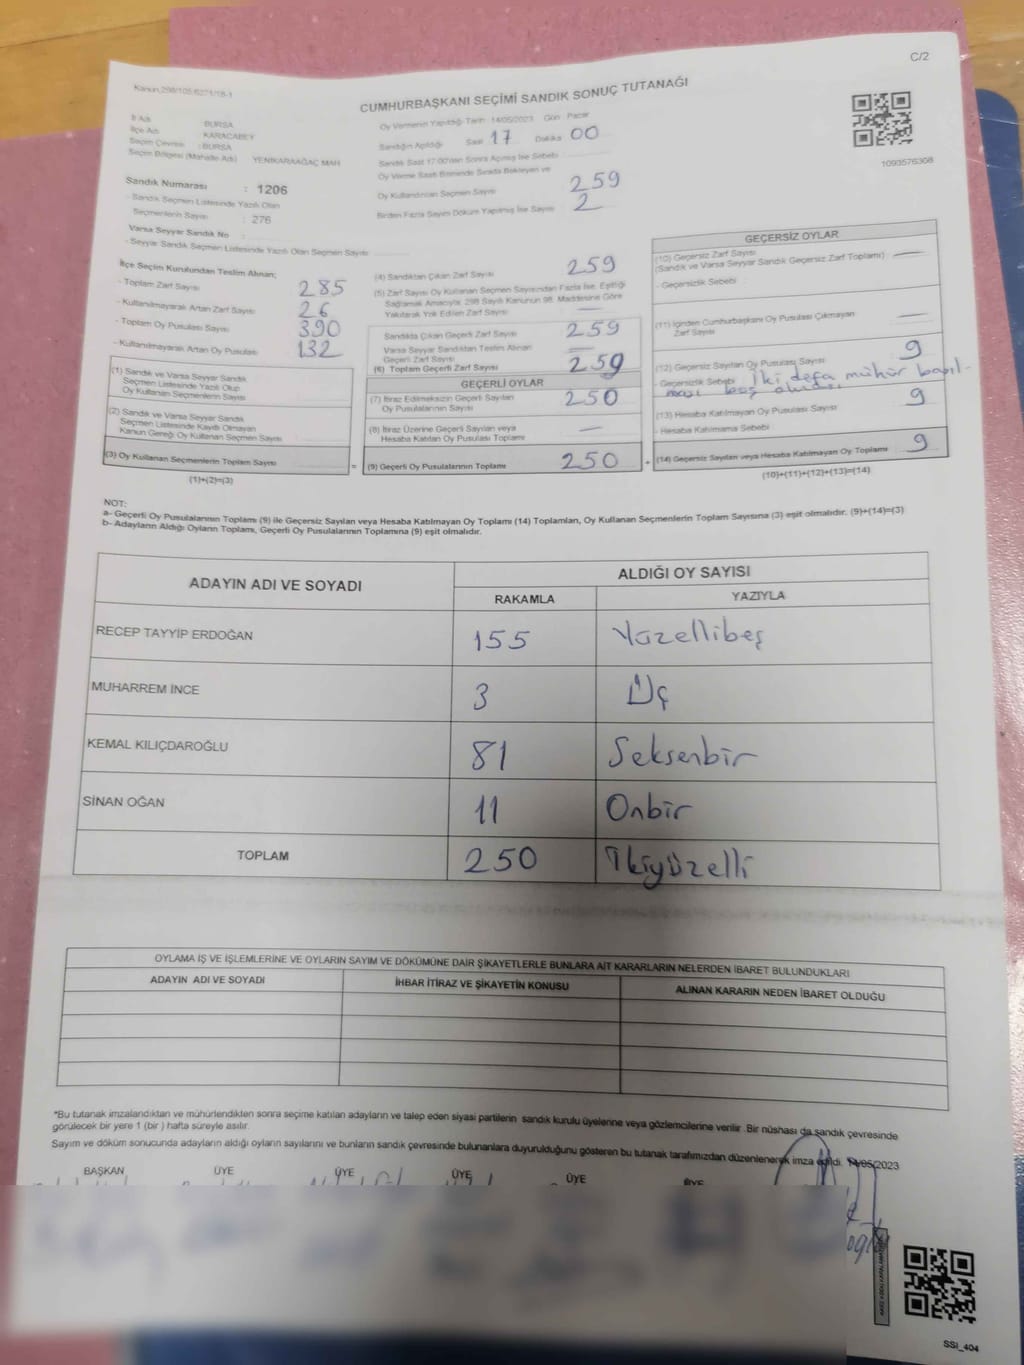 C/2
Kanun:298/105;6271/18-1
CUMHURBAŞKANI SEÇİMİ SANDIK SONUÇ TUTANAĞI
İl Adı : BURSA
İlçe Adı : KARACABEY
Seçim Çevresi : BURSA
Seçim Bölgesi (Mahalle Adı) : YENİKARAAĞAÇ MAH
Oy Vermenin Yapıldığı Tarih : 14/05/2023 Gün : Pazar
Sandığın Açıldığı Saat 17 Dakika 00
Sandık Saat 17:00'den Sonra Açılmış İse Sebebi
Oy Verme Saati Bitiminde Sırada Bekleyen ve
Oy Kullandırılan Seçmen Sayısı 259
Birden Fazla Sayım Döküm Yapılmış İse Sayısı 2
1093576308
Sandık Numarası : 1206
- Sandık Seçmen Listesinde Yazılı Olan
Seçmenlerin Sayısı : 276
Varsa Seyyar Sandık No :
- Seyyar Sandık Seçmen Listesinde Yazılı Olan Seçmen Sayısı
İlçe Seçim Kurulundan Teslim Alınan;
- Toplam Zarf Sayısı 285
- Kullanılmayarak Artan Zarf Sayısı 26
- Toplam Oy Pusulası Sayısı 390
- Kullanılmayarak Artan Oy Pusulası 132
(1) Sandık ve Varsa Seyyar Sandık
Seçmen Listesinde Yazılı Olup
Oy Kullanan Seçmenlerin Sayısı
(2) Sandık ve Varsa Seyyar Sandık
Seçmen Listesinde Kayıtlı Olmayan
Kanun Gereği Oy Kullanan Seçmen Sayısı
(3) Oy Kullanan Seçmenlerin Toplam Sayısı
(1)+(2)=(3)
(4) Sandıktan Çıkan Zarf Sayısı 259
(5) Zarf Sayısı Oy Kullanan Seçmen Sayısından Fazla İse, Eşitliği
Sağlamak Amacıyla, 298 Sayılı Kanunun 98. Maddesine Göre
Yakılarak Yok Edilen Zarf Sayısı —
Sandıkta Çıkan Geçerli Zarf Sayısı 259
Varsa Seyyar Sandıktan Teslim Alınan
Geçerli Zarf Sayısı —
(6) Toplam Geçerli Zarf Sayısı 259
GEÇERLİ OYLAR
(7) İtiraz Edilmeksizin Geçerli Sayılan
Oy Pusulalarının Sayısı 250
(8) İtiraz Üzerine Geçerli Sayılan veya
Hesaba Katılan Oy Pusulası Toplamı —
= (9) Geçerli Oy Pusulalarının Toplamı 250 +
GEÇERSİZ OYLAR
(10) Geçersiz Zarf Sayısı
(Sandık ve Varsa Seyyar Sandık Geçersiz Zarf Toplamı) —
- Geçersizlik Sebebi :
(11) İçinden Cumhurbaşkanı Oy Pusulası Çıkmayan
Zarf Sayısı —
(12) Geçersiz Sayılan Oy Pusulası Sayısı 9
- Geçersizlik Sebebi İki defa mühür basıl-
ması boş
(13) Hesaba Katılmayan Oy Pusulası Sayısı 9
- Hesaba Katılmama Sebebi
(14) Geçersiz Sayılan veya Hesaba Katılmayan Oy Toplamı 9
(10)+(11)+(12)+(13)=(14)
NOT:
a- Geçerli Oy Pusulalarının Toplamı (9) ile Geçersiz Sayılan veya Hesaba Katılmayan Oy Toplamı (14) Toplamları, Oy Kullanan Seçmenlerin Toplam Sayısına (3) eşit olmalıdır. (9)+(14)=(3)
b- Adayların Aldığı Oyların Toplamı, Geçerli Oy Pusulalarının Toplamına (9) eşit olmalıdır.
ADAYIN ADI VE SOYADI
ALDIĞI OY SAYISI
RAKAMLA YAZIYLA
RECEP TAYYİP ERDOĞAN 155 Yüzellibeş
MUHARREM İNCE 3 Üç
KEMAL KILIÇDAROĞLU 81 Seksenbir
SİNAN OĞAN 11 Onbir
TOPLAM 250 İkiyüzelli
OYLAMA İŞ VE İŞLEMLERİNE VE OYLARIN SAYIM VE DÖKÜMÜNE DAİR ŞİKAYETLERLE BUNLARA AİT KARARLARIN NELERDEN İBARET BULUNDUKLARI
ADAYIN ADI VE SOYADI İHBAR İTİRAZ VE ŞİKAYETİN KONUSU ALINAN KARARIN NEDEN İBARET OLDUĞU
*Bu tutanak imzalandıktan ve mühürlendikten sonra seçime katılan adayların ve talep eden siyasi partilerin sandık kurulu üyelerine veya gözlemcilerine verilir. Bir nüshası da sandık çevresinde
görülecek bir yere 1 (bir ) hafta süreyle asılır.
Sayım ve döküm sonucunda adayların aldığı oyların sayılarını ve bunların sandık çevresinde bulunanlara duyurulduğunu gösteren bu tutanak tarafımızdan düzenlenerek imza edildi. 14/05/2023
BAŞKAN ÜYE ÜYE ÜYE ÜYE ÜYE
SSI_404